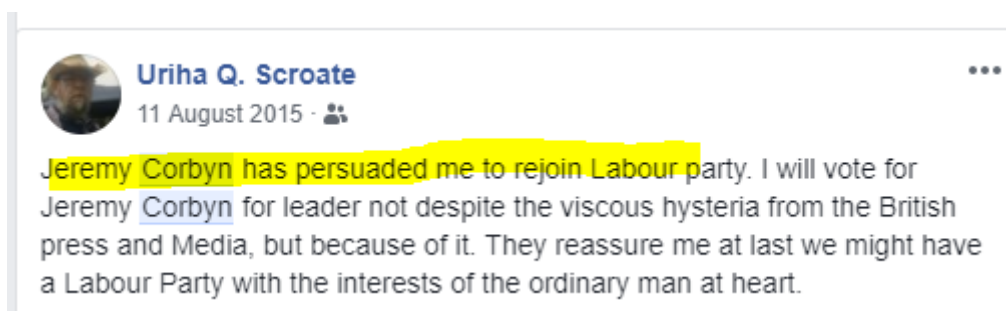 Uriha Q. Scroate
11 August 2015 ·
Jeremy Corbyn has persuaded me to rejoin Labour party. I will vote for
Jeremy Corbyn for leader not despite the viscous hysteria from the British
press and Media, but because of it. They reassure me at last we might have
a Labour Party with the interests of the ordinary man at heart.